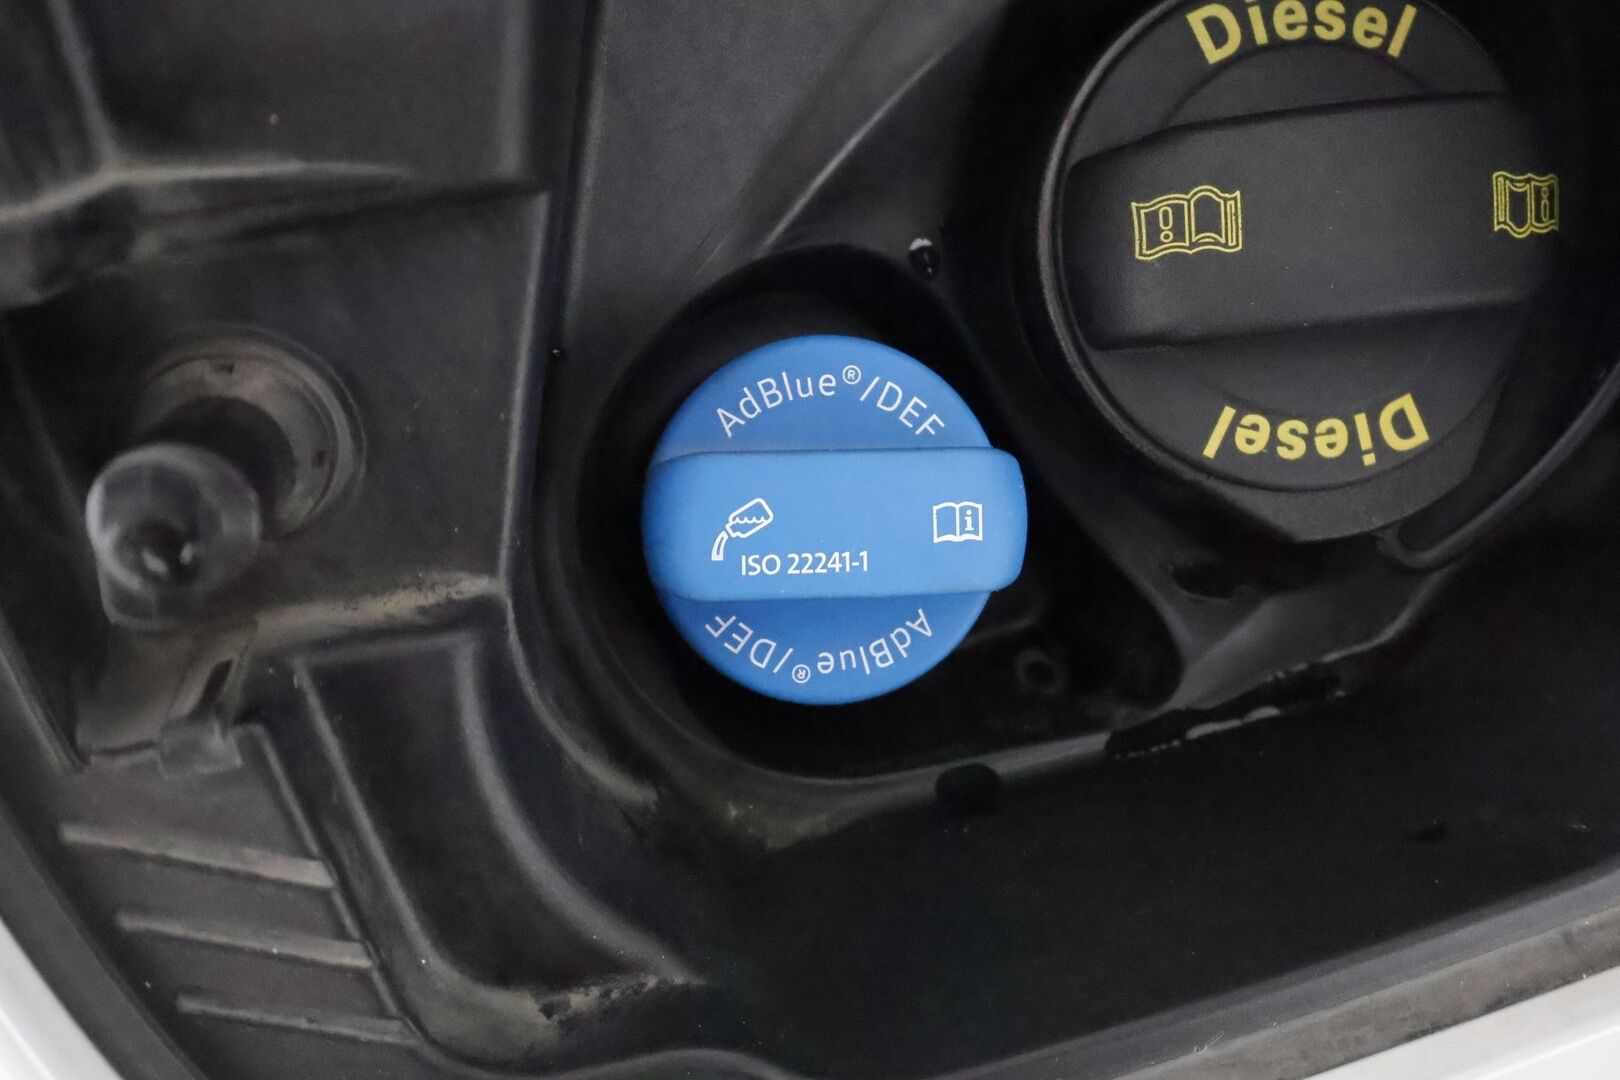 Diesel
Diesel
AdBlue®/DEF
ISO 22241-1
AdBlue®/DEF